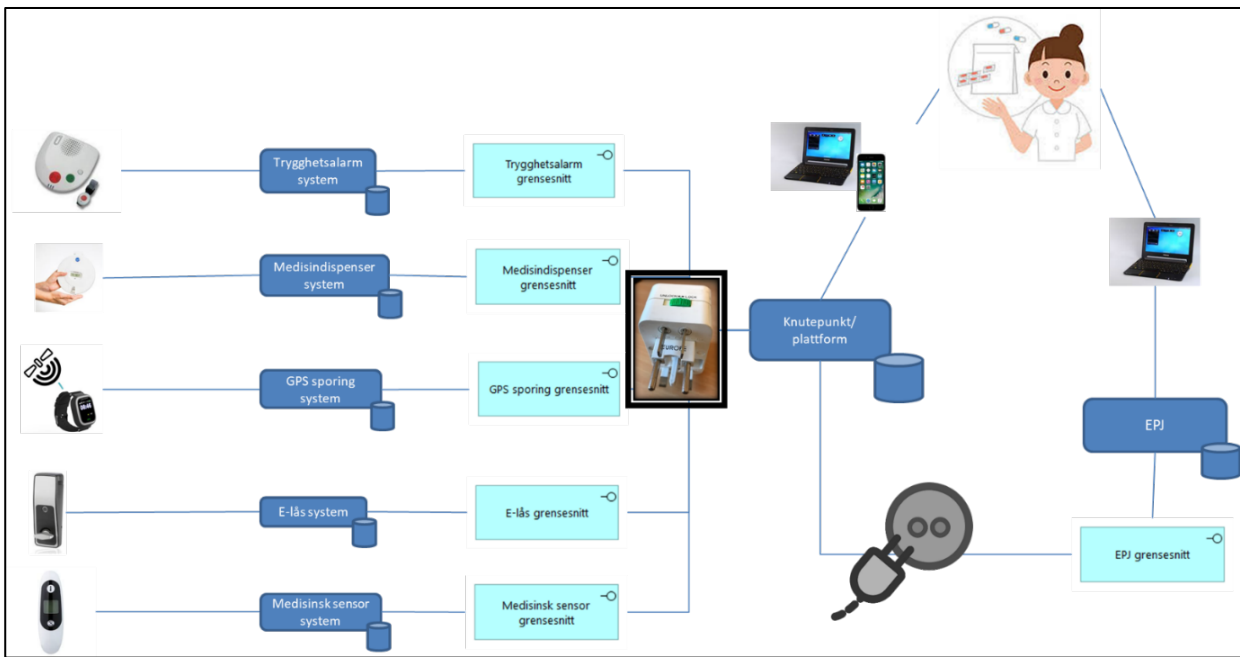 Trygghetsalarm
system
Trygghetsalarm
grensesnitt
Medisindispenser
system
Medisindispenser
grensesnitt
GPS sporing
system
GPS sporing grensesnitt
E-lås system
E-lås grensesnitt
Medisinsk sensor
system
Medisinsk sensor
grensesnitt
EUROPE
Knutepunkt/
plattform
EPJ
EPJ grensesnitt